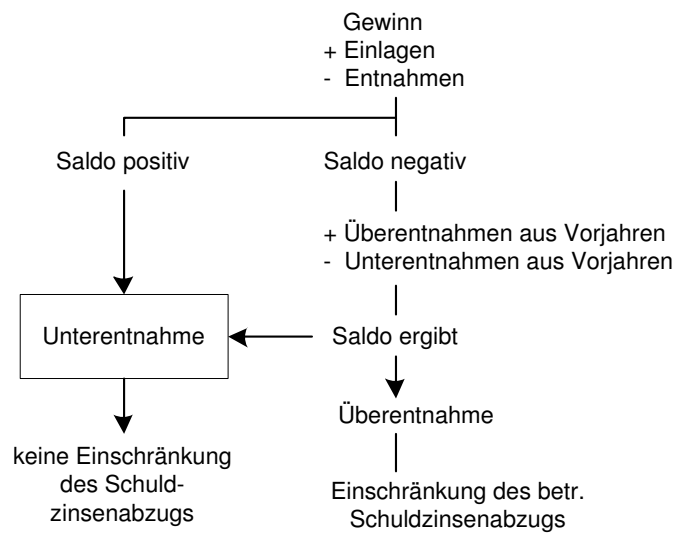 Gewinn
+ Einlagen
- Entnahmen
Saldo positiv
Saldo negativ
+ Überentnahmen aus Vorjahren
- Unterentnahmen aus Vorjahren
Unterentnahme
Saldo ergibt
Überentnahme
keine Einschränkung
des Schuld-
zinsenabzugs
Einschränkung des betr.
Schuldzinsenabzugs